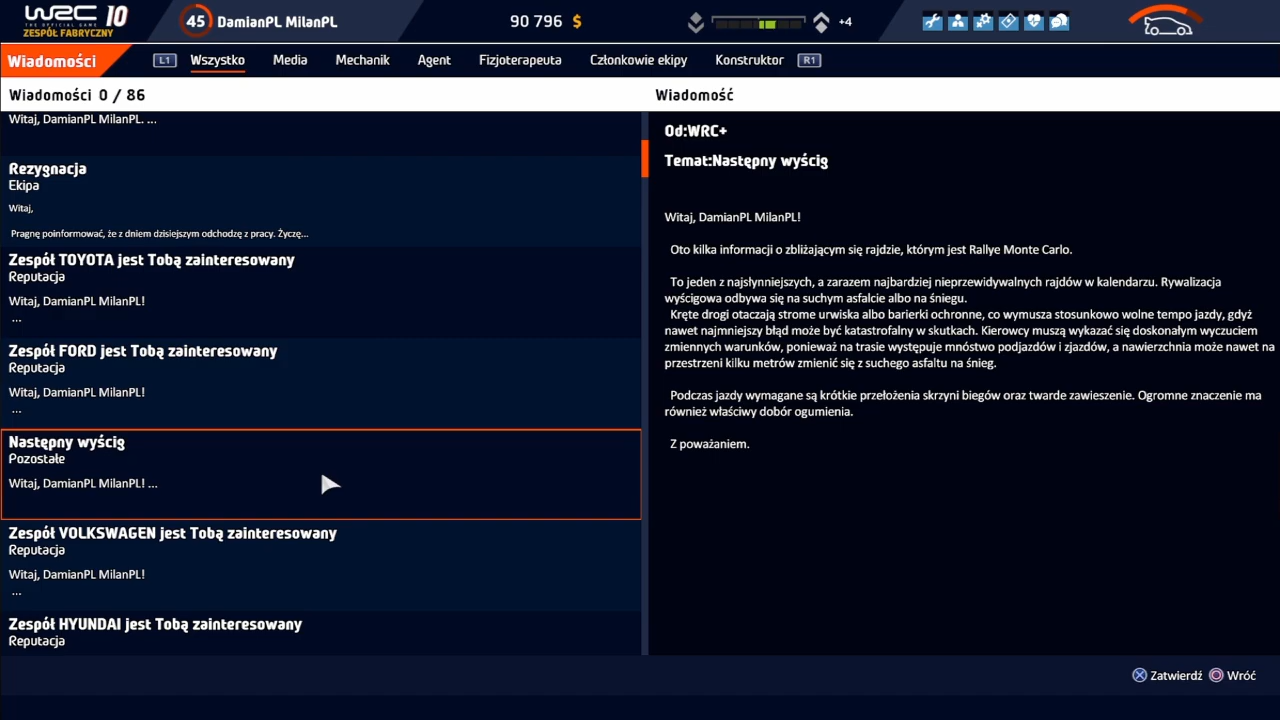 WRC 10
THE OFFICIAL GAME
ZESPÓŁ FABRYCZNY
45 DamianPL MilanPL
90 796 $
+4
Wiadomości
L1 Wszystko Media Mechanik Agent Fizjoterapeuta Członkowie ekipy Konstruktor R1
Wiadomości 0 / 86
Witaj, DamianPL MilanPL. ...
Rezygnacja
Ekipa
Witaj,
Pragnę poinformować, że z dniem dzisiejszym odchodzę z pracy. Życzę...
Zespół TOYOTA jest Tobą zainteresowany
Reputacja
Witaj, DamianPL MilanPL!
...
Zespół FORD jest Tobą zainteresowany
Reputacja
Witaj, DamianPL MilanPL!
...
Następny wyścig
Pozostałe
Witaj, DamianPL MilanPL! ...
Zespół VOLKSWAGEN jest Tobą zainteresowany
Reputacja
Witaj, DamianPL MilanPL!
...
Zespół HYUNDAI jest Tobą zainteresowany
Reputacja
Wiadomość
Od:WRC+
Temat:Następny wyścig
Witaj, DamianPL MilanPL!
Oto kilka informacji o zbliżającym się rajdzie, którym jest Rallye Monte Carlo.
To jeden z najsłynniejszych, a zarazem najbardziej nieprzewidywalnych rajdów w kalendarzu. Rywalizacja
wyścigowa odbywa się na suchym asfalcie albo na śniegu.
Kręte drogi otaczają strome urwiska albo barierki ochronne, co wymusza stosunkowo wolne tempo jazdy, gdyż
nawet najmniejszy błąd może być katastrofalny w skutkach. Kierowcy muszą wykazać się doskonałym wyczuciem
zmiennych warunków, ponieważ na trasie występuje mnóstwo podjazdów i zjazdów, a nawierzchnia może nawet na
przestrzeni kilku metrów zmienić się z suchego asfaltu na śnieg.
Podczas jazdy wymagane są krótkie przełożenia skrzyni biegów oraz twarde zawieszenie. Ogromne znaczenie ma
również właściwy dobór ogumienia.
Z poważaniem.
Zatwierdź Wróć